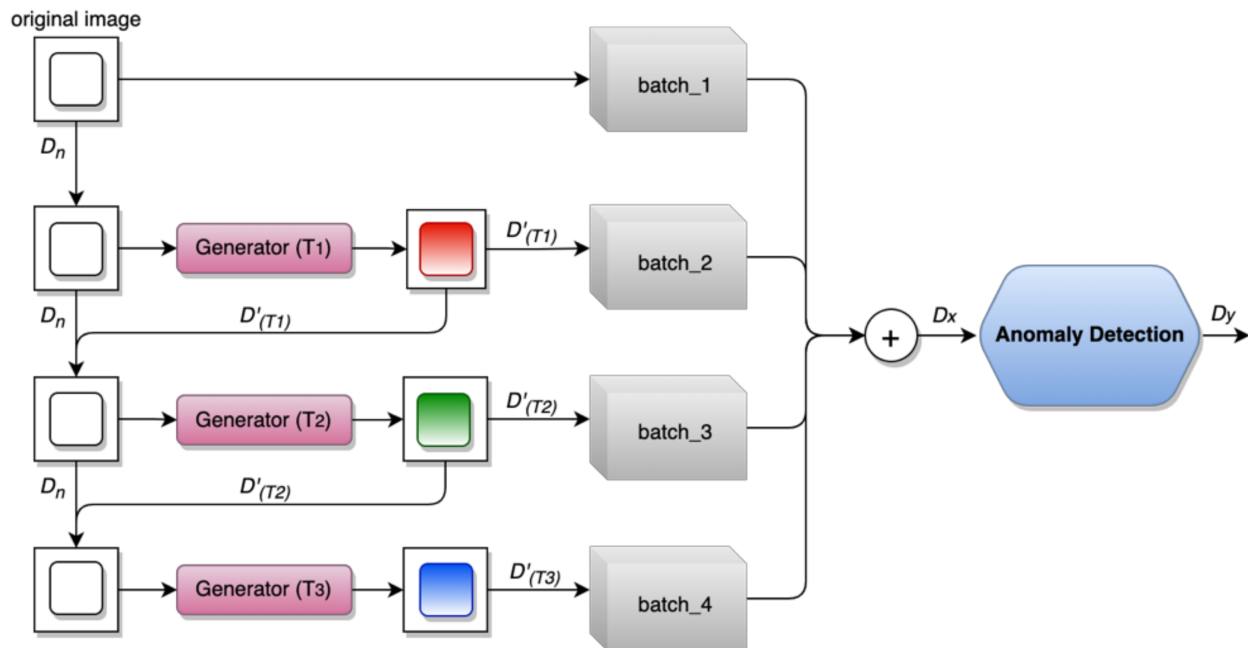 original image
batch_1
Dn
Generator (T1)
D'(T1)
batch_2
Dn
D'(T1)
Dx
Anomaly Detection
Dy
+
Generator (T2)
D'(T2)
batch_3
Dn
D'(T2)
Generator (T3)
D'(T3)
batch_4